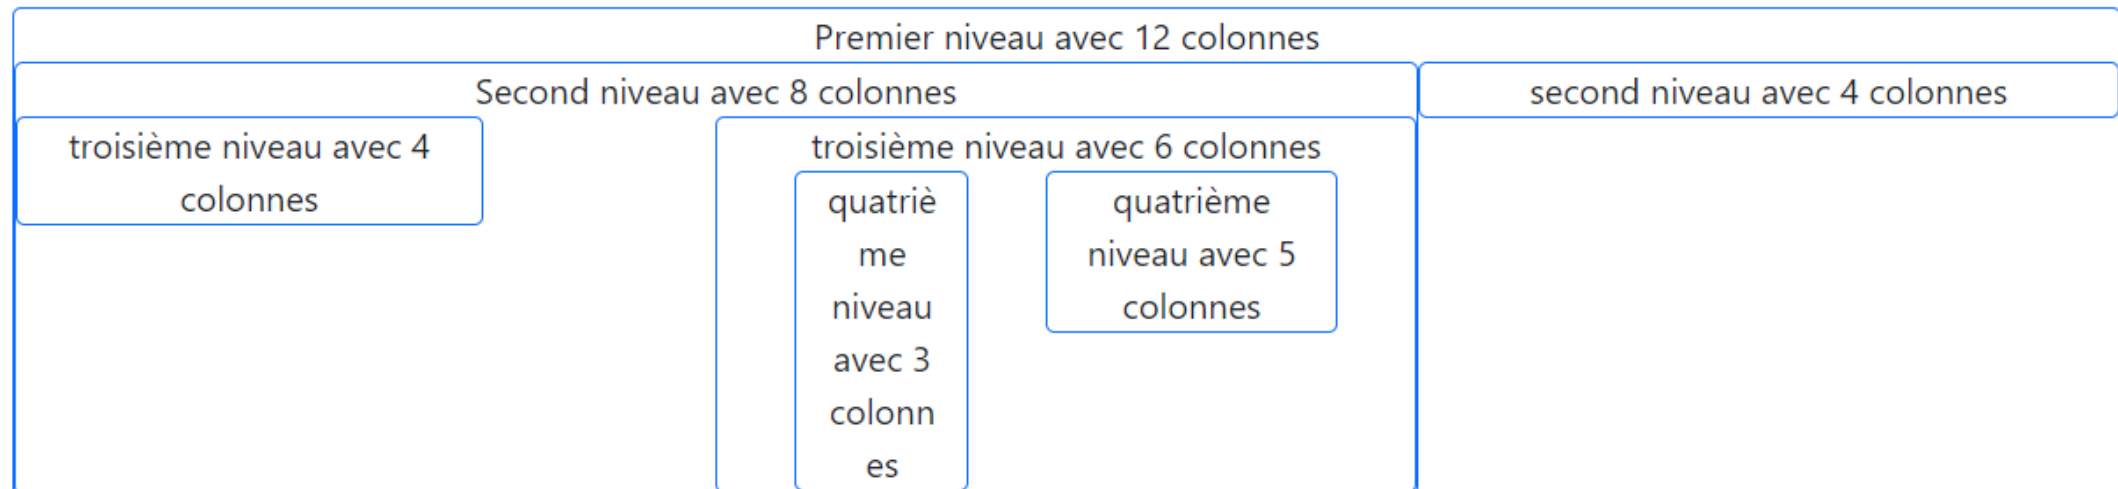 Premier niveau avec 12 colonnes
Second niveau avec 8 colonnes
second niveau avec 4 colonnes
troisième niveau avec 4
colonnes
troisième niveau avec 6 colonnes
quatriè
me
niveau
avec 3
colonn
es
quatrième
niveau avec 5
colonnes